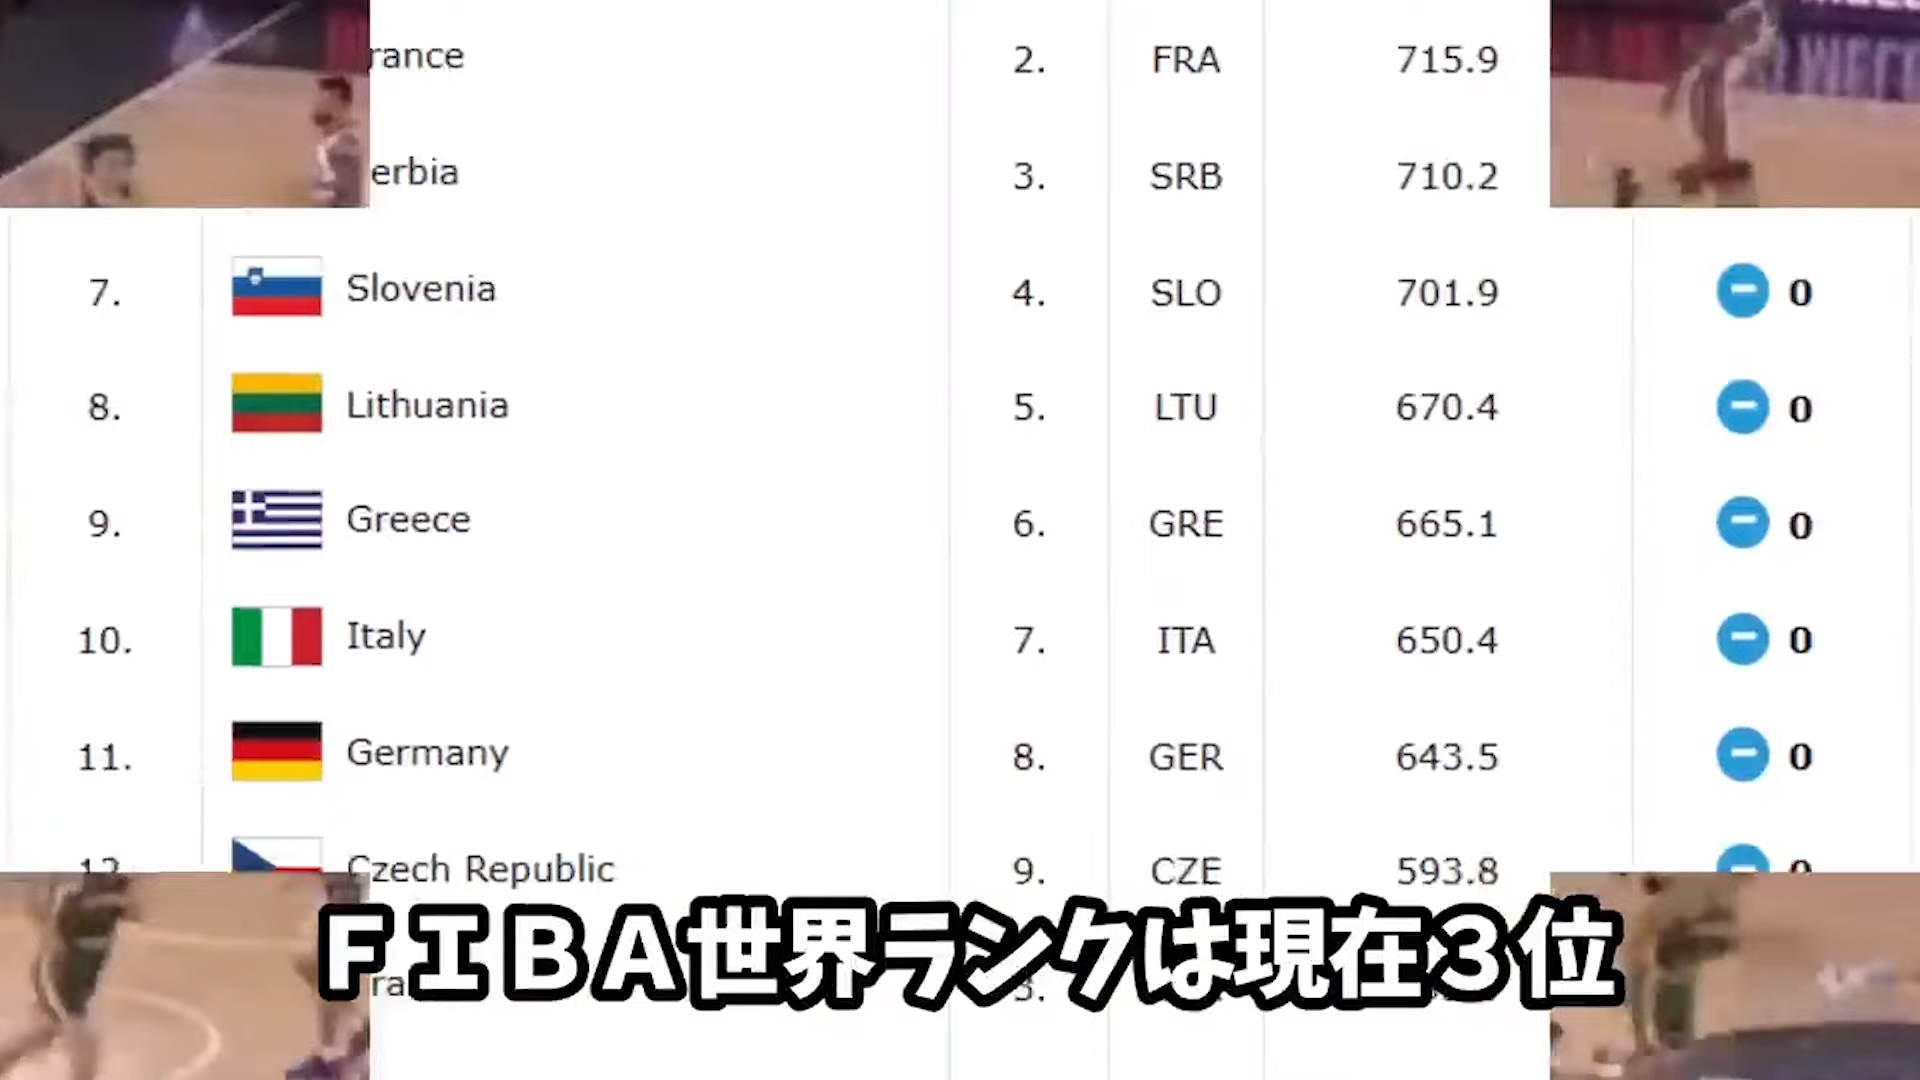 rance 2. FRA 715.9
erbia 3. SRB 710.2
7. Slovenia 4. SLO 701.9 0
8. Lithuania 5. LTU 670.4 0
9. Greece 6. GRE 665.1 0
10. Italy 7. ITA 650.4 0
11. Germany 8. GER 643.5 0
12. Czech Republic 9. CZE 593.8 0
FIBA世界ランクは現在3位